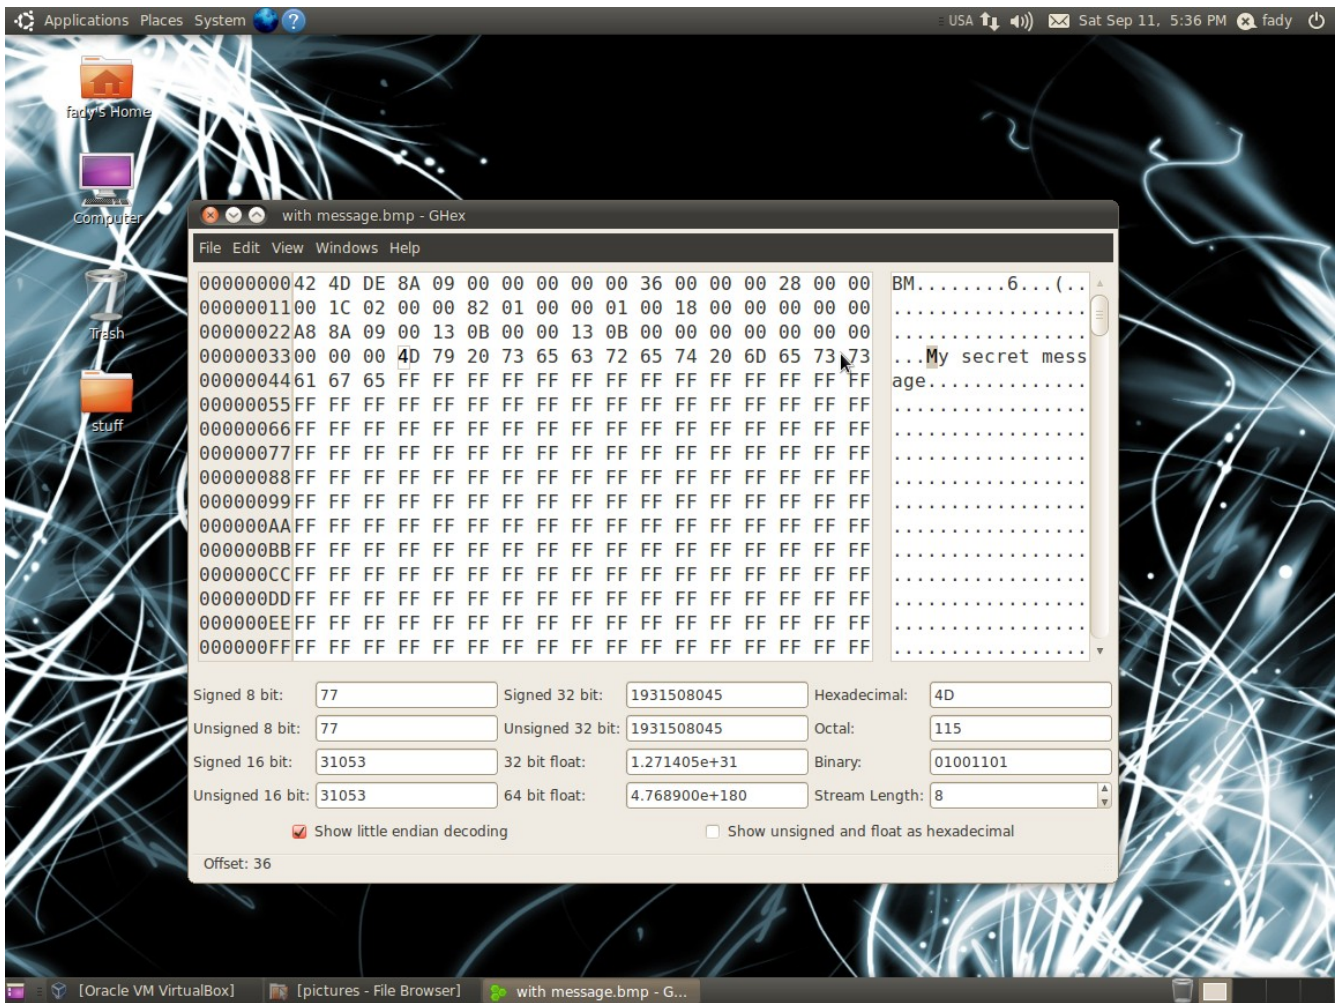 Applications Places System ?
USA Sat Sep 11, 5:36 PM fady
fady's Home
Computer
Trash
stuff
with message.bmp - GHex
File Edit View Windows Help
00000000 42 4D DE 8A 09 00 00 00 00 00 36 00 00 00 28 00 00 BM........6...(..
00000011 00 1C 02 00 00 82 01 00 00 01 00 18 00 00 00 00 00 .................
00000022 A8 8A 09 00 13 0B 00 00 13 0B 00 00 00 00 00 00 00 .................
00000033 00 00 00 4D 79 20 73 65 63 72 65 74 20 6D 65 73 73 ...My secret mess
00000044 61 67 65 FF FF FF FF FF FF FF FF FF FF FF FF FF FF age..............
00000055 FF FF FF FF FF FF FF FF FF FF FF FF FF FF FF FF FF .................
00000066 FF FF FF FF FF FF FF FF FF FF FF FF FF FF FF FF FF .................
00000077 FF FF FF FF FF FF FF FF FF FF FF FF FF FF FF FF FF .................
00000088 FF FF FF FF FF FF FF FF FF FF FF FF FF FF FF FF FF .................
00000099 FF FF FF FF FF FF FF FF FF FF FF FF FF FF FF FF FF .................
000000AA FF FF FF FF FF FF FF FF FF FF FF FF FF FF FF FF FF .................
000000BB FF FF FF FF FF FF FF FF FF FF FF FF FF FF FF FF FF .................
000000CC FF FF FF FF FF FF FF FF FF FF FF FF FF FF FF FF FF .................
000000DD FF FF FF FF FF FF FF FF FF FF FF FF FF FF FF FF FF .................
000000EE FF FF FF FF FF FF FF FF FF FF FF FF FF FF FF FF FF .................
000000FF FF FF FF FF FF FF FF FF FF FF FF FF FF FF FF FF FF .................
Signed 8 bit: 77 Signed 32 bit: 1931508045 Hexadecimal: 4D
Unsigned 8 bit: 77 Unsigned 32 bit: 1931508045 Octal: 115
Signed 16 bit: 31053 32 bit float: 1.271405e+31 Binary: 01001101
Unsigned 16 bit: 31053 64 bit float: 4.768900e+180 Stream Length: 8
Show little endian decoding Show unsigned and float as hexadecimal
Offset: 36
[Oracle VM VirtualBox] [pictures - File Browser] with message.bmp - G...